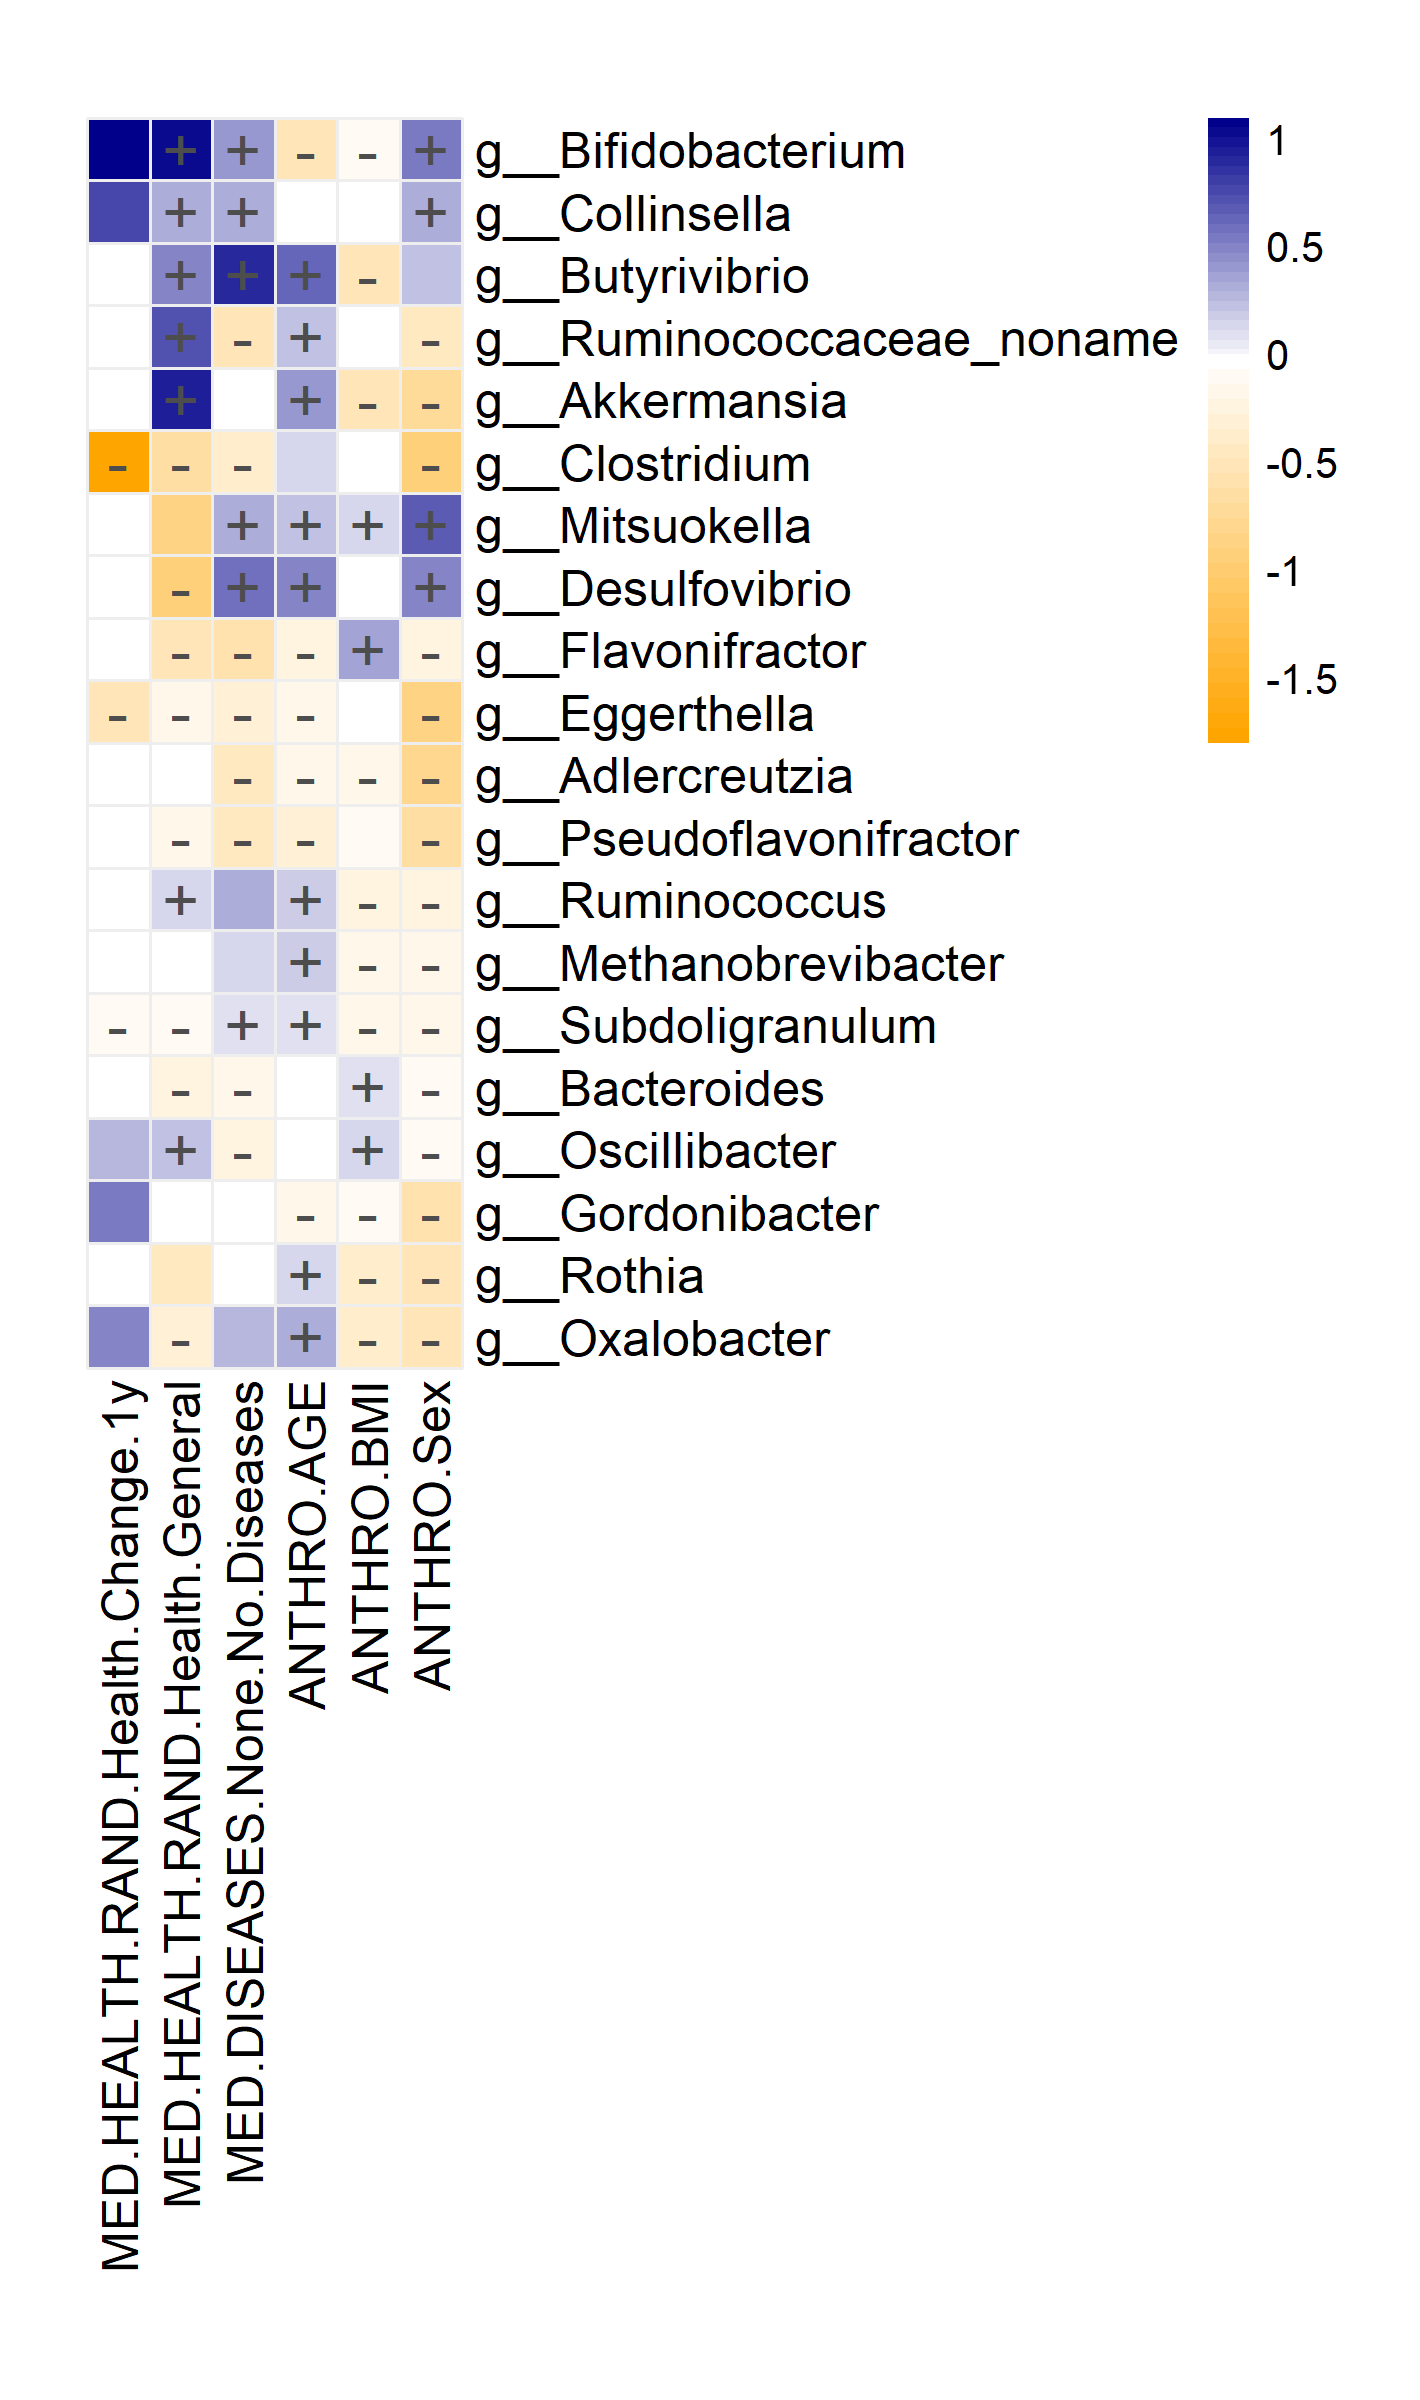 + + - - + g__Bifidobacterium
+ + + g__Collinsella
+ + + - g__Butyrivibrio
+ - + - g__Ruminococcaceae_noname
+ + - - g__Akkermansia
- - - - g__Clostridium
+ + + + g__Mitsuokella
- + + + g__Desulfovibrio
- - - + - g__Flavonifractor
- - - - - g__Eggerthella
- - - - g__Adlercreutzia
- - - - g__Pseudoflavonifractor
+ + - - g__Ruminococcus
+ - - g__Methanobrevibacter
- - + + - - g__Subdoligranulum
- - + - g__Bacteroides
+ - + - g__Oscillibacter
- - - g__Gordonibacter
+ - - g__Rothia
- + - - g__Oxalobacter
MED.HEALTH.RAND.Health.Change.1y
MED.HEALTH.RAND.Health.General
MED.DISEASES.None.No.Diseases
ANTHRO.AGE
ANTHRO.BMI
ANTHRO.Sex
1
0.5
0
-0.5
-1
-1.5